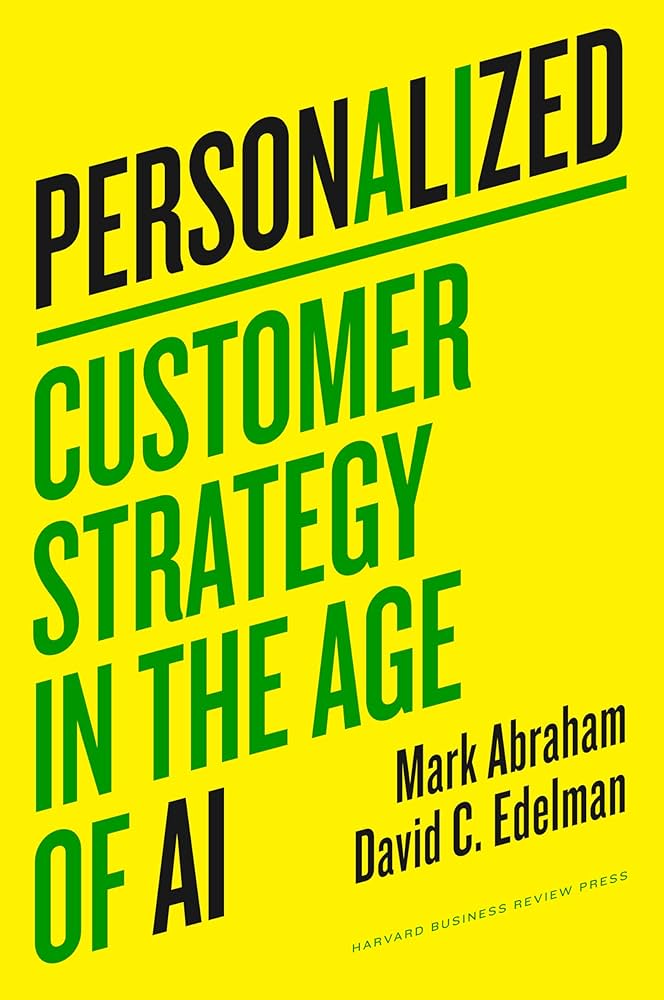 PERSONALIZED
CUSTOMER
STRATEGY
IN THE AGE
OF AI
Mark Abraham
David C. Edelman
HARVARD BUSINESS REVIEW PRESS